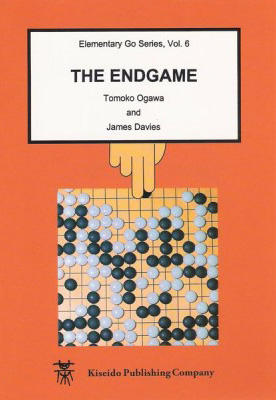 Elementary Go Series, Vol. 6
THE ENDGAME
Tomoko Ogawa
and
James Davies
Kiseido Publishing Company